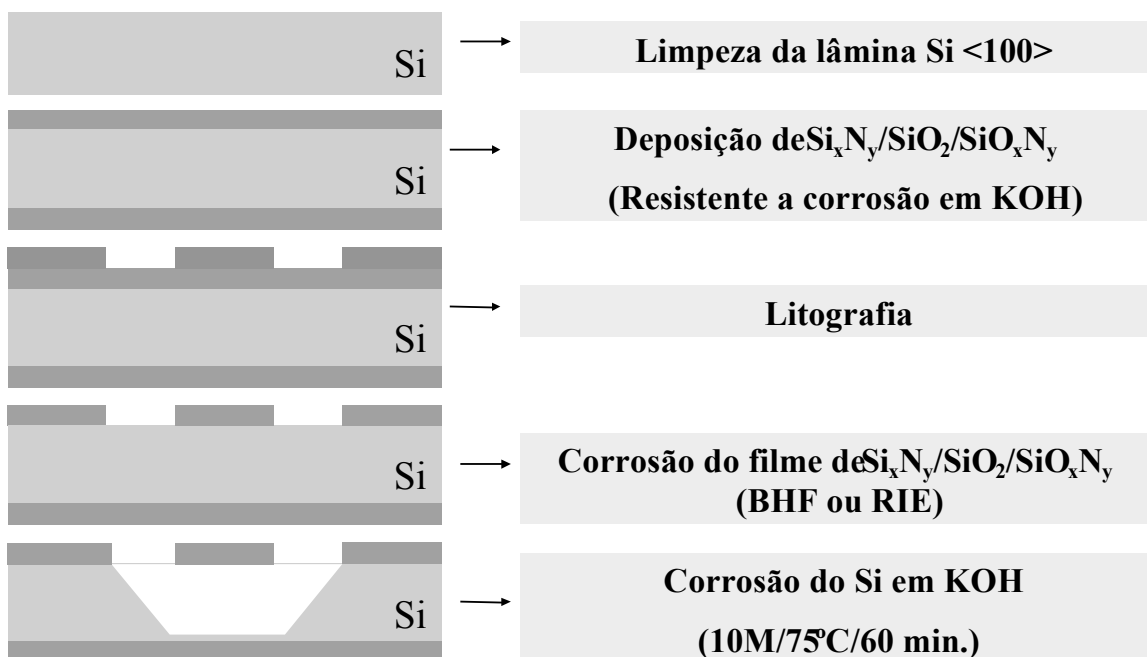 Si
Limpeza da lâmina Si <100>
Si
Deposição deSixNy/SiO2/SiOxNy
(Resistente a corrosão em KOH)
Si
Litografia
Si
Corrosão do filme deSixNy/SiO2/SiOxNy
(BHF ou RIE)
Si
Corrosão do Si em KOH
(10M/75ºC/60 min.)